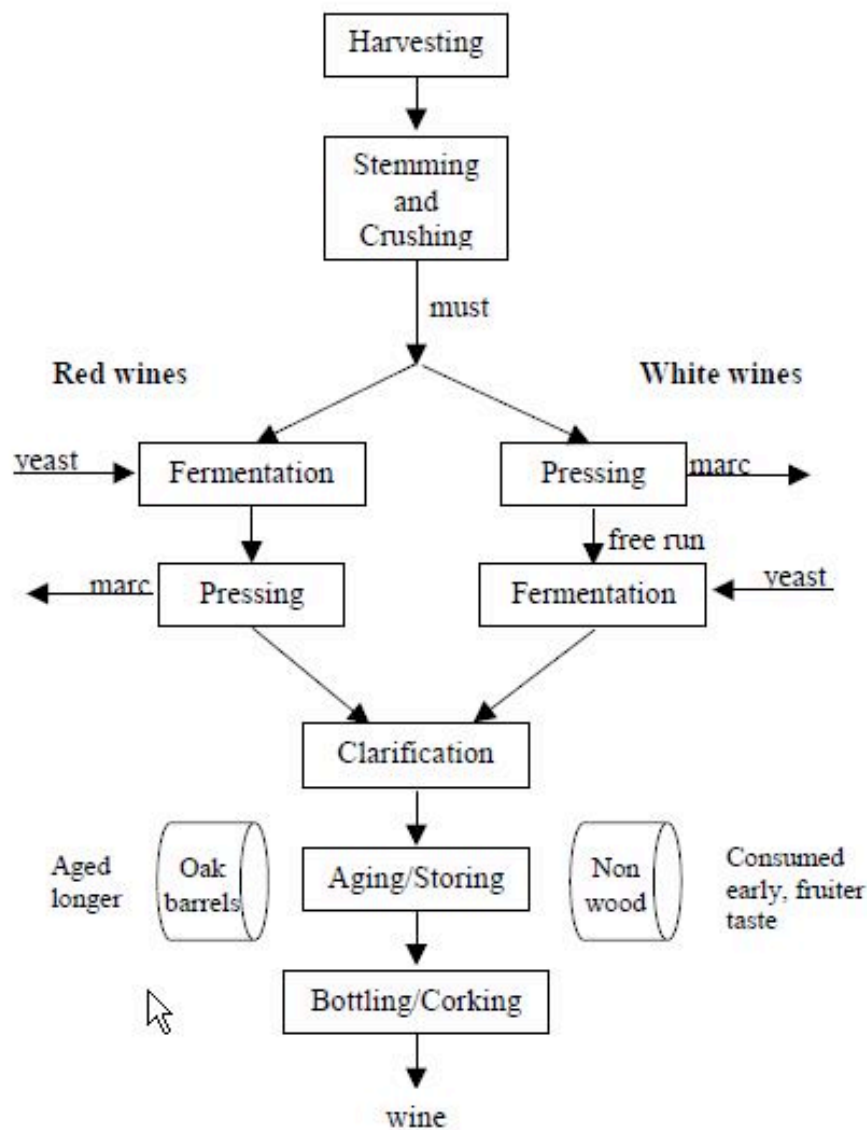 Harvesting
Stemming
and
Crushing
must
Red wines
White wines
yeast
Fermentation
Pressing
marc
free run
marc
Pressing
Fermentation
yeast
Clarification
Aged
longer
Oak
barrels
Aging/Storing
Non
wood
Consumed
early, fruiter
taste
Bottling/Corking
wine